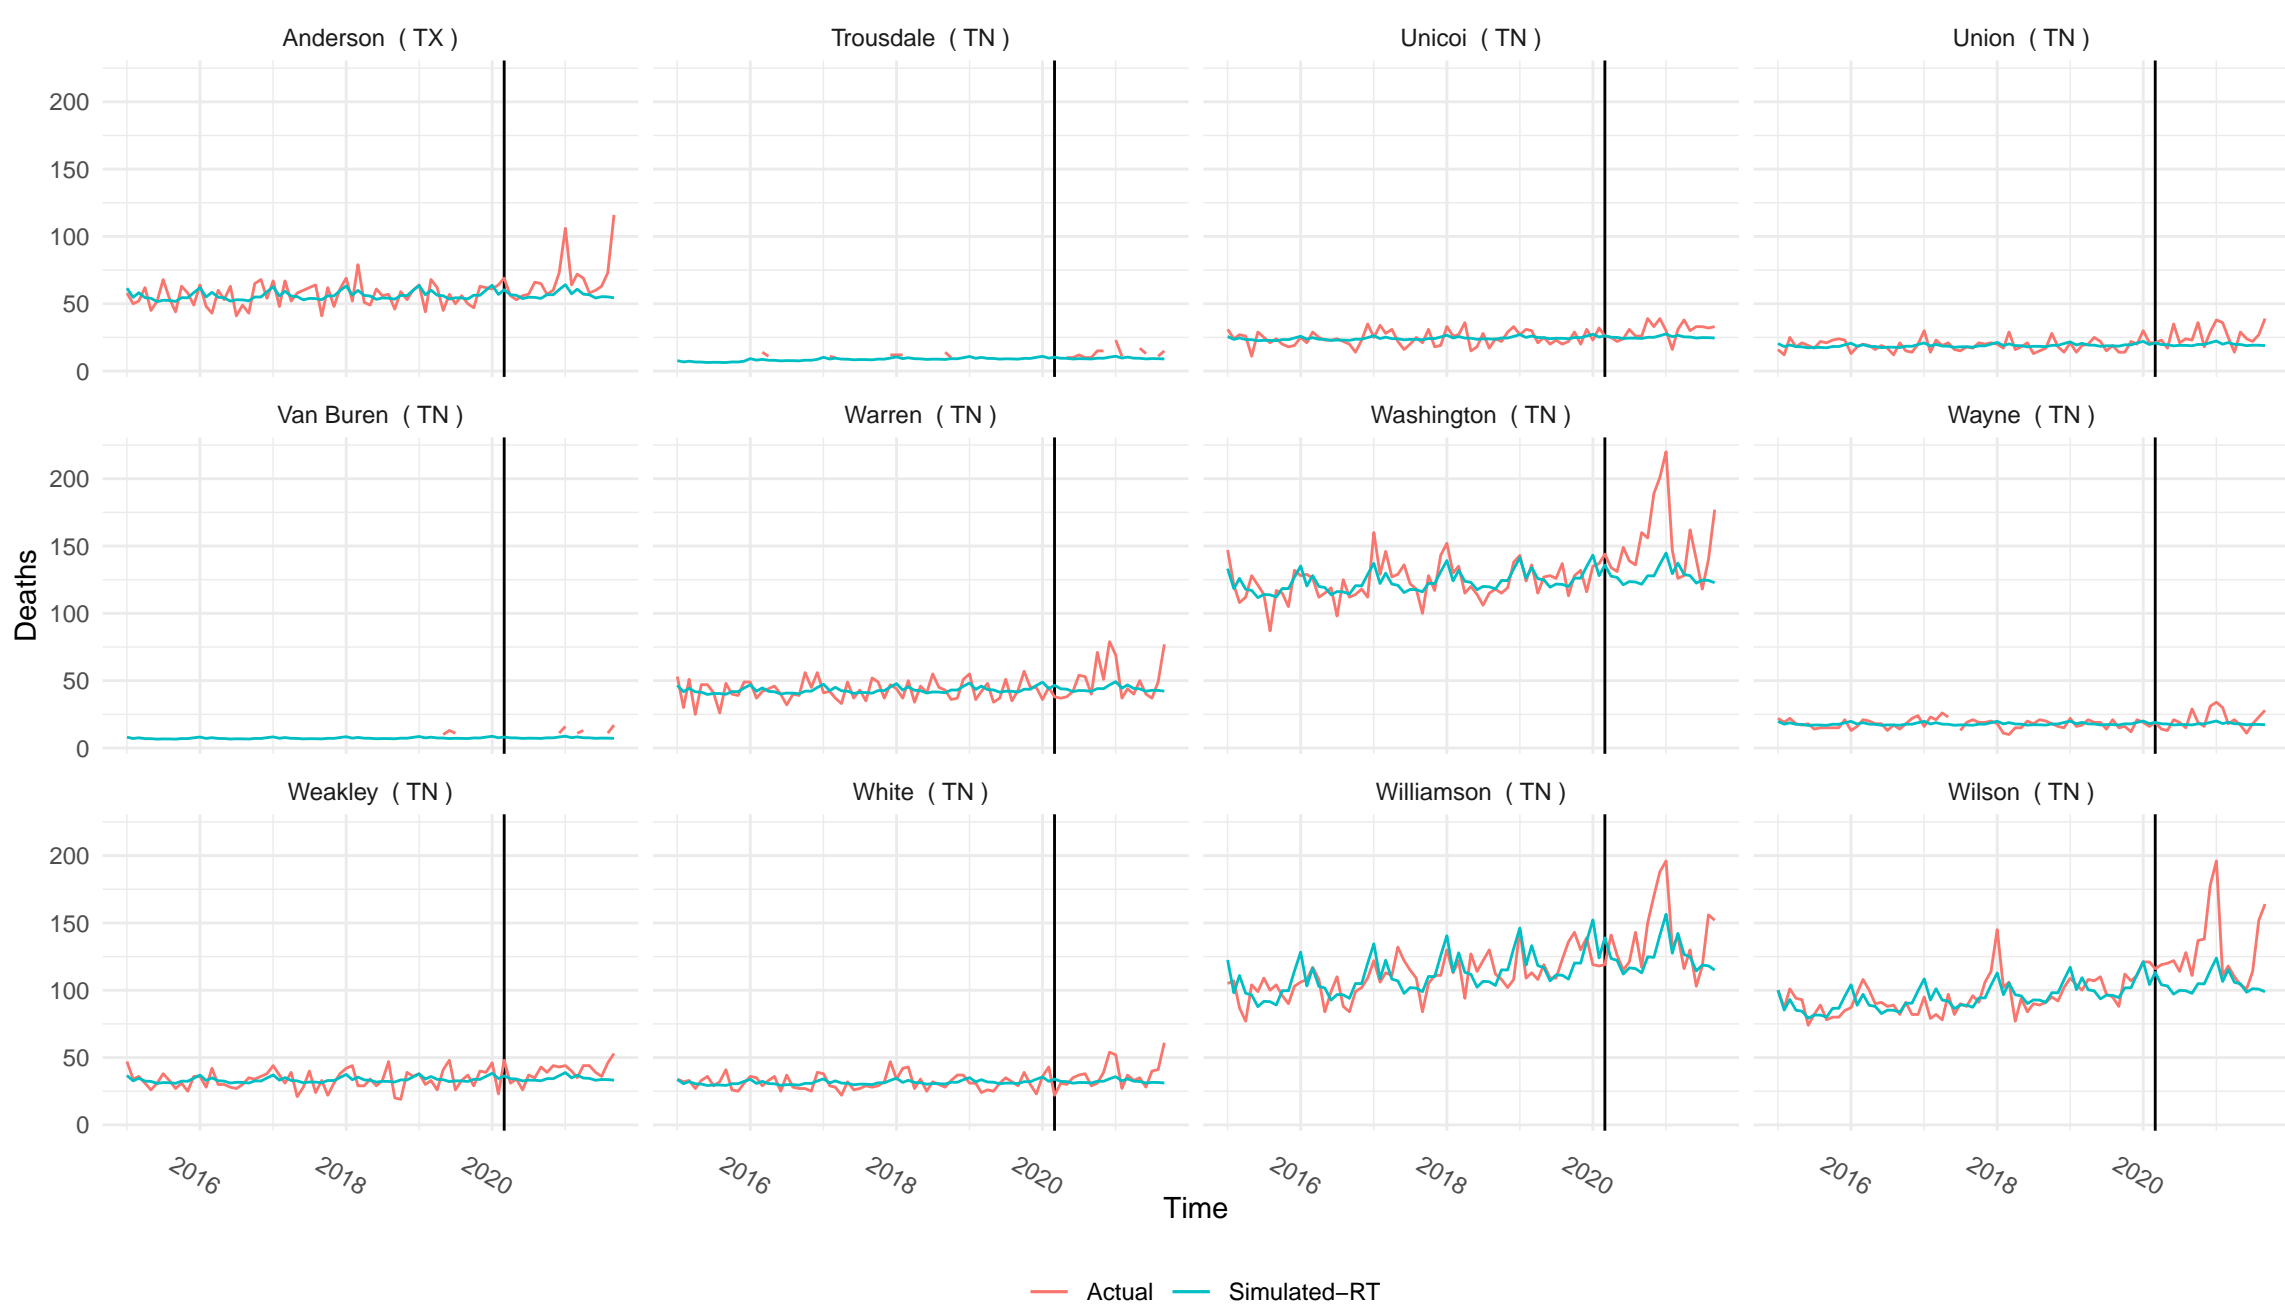 Anderson ( TX )
Trousdale ( TN )
Unicoi ( TN )
Union ( TN )
200
150
100
50
0
Van Buren ( TN )
Warren ( TN )
Washington ( TN )
Wayne ( TN )
200
150
100
50
0
Deaths
Weakley ( TN )
White ( TN )
Williamson ( TN )
Wilson ( TN )
200
150
100
50
0
2016 2018 2020
2016 2018 2020
2016 2018 2020
2016 2018 2020
Time
Actual
Simulated−RT